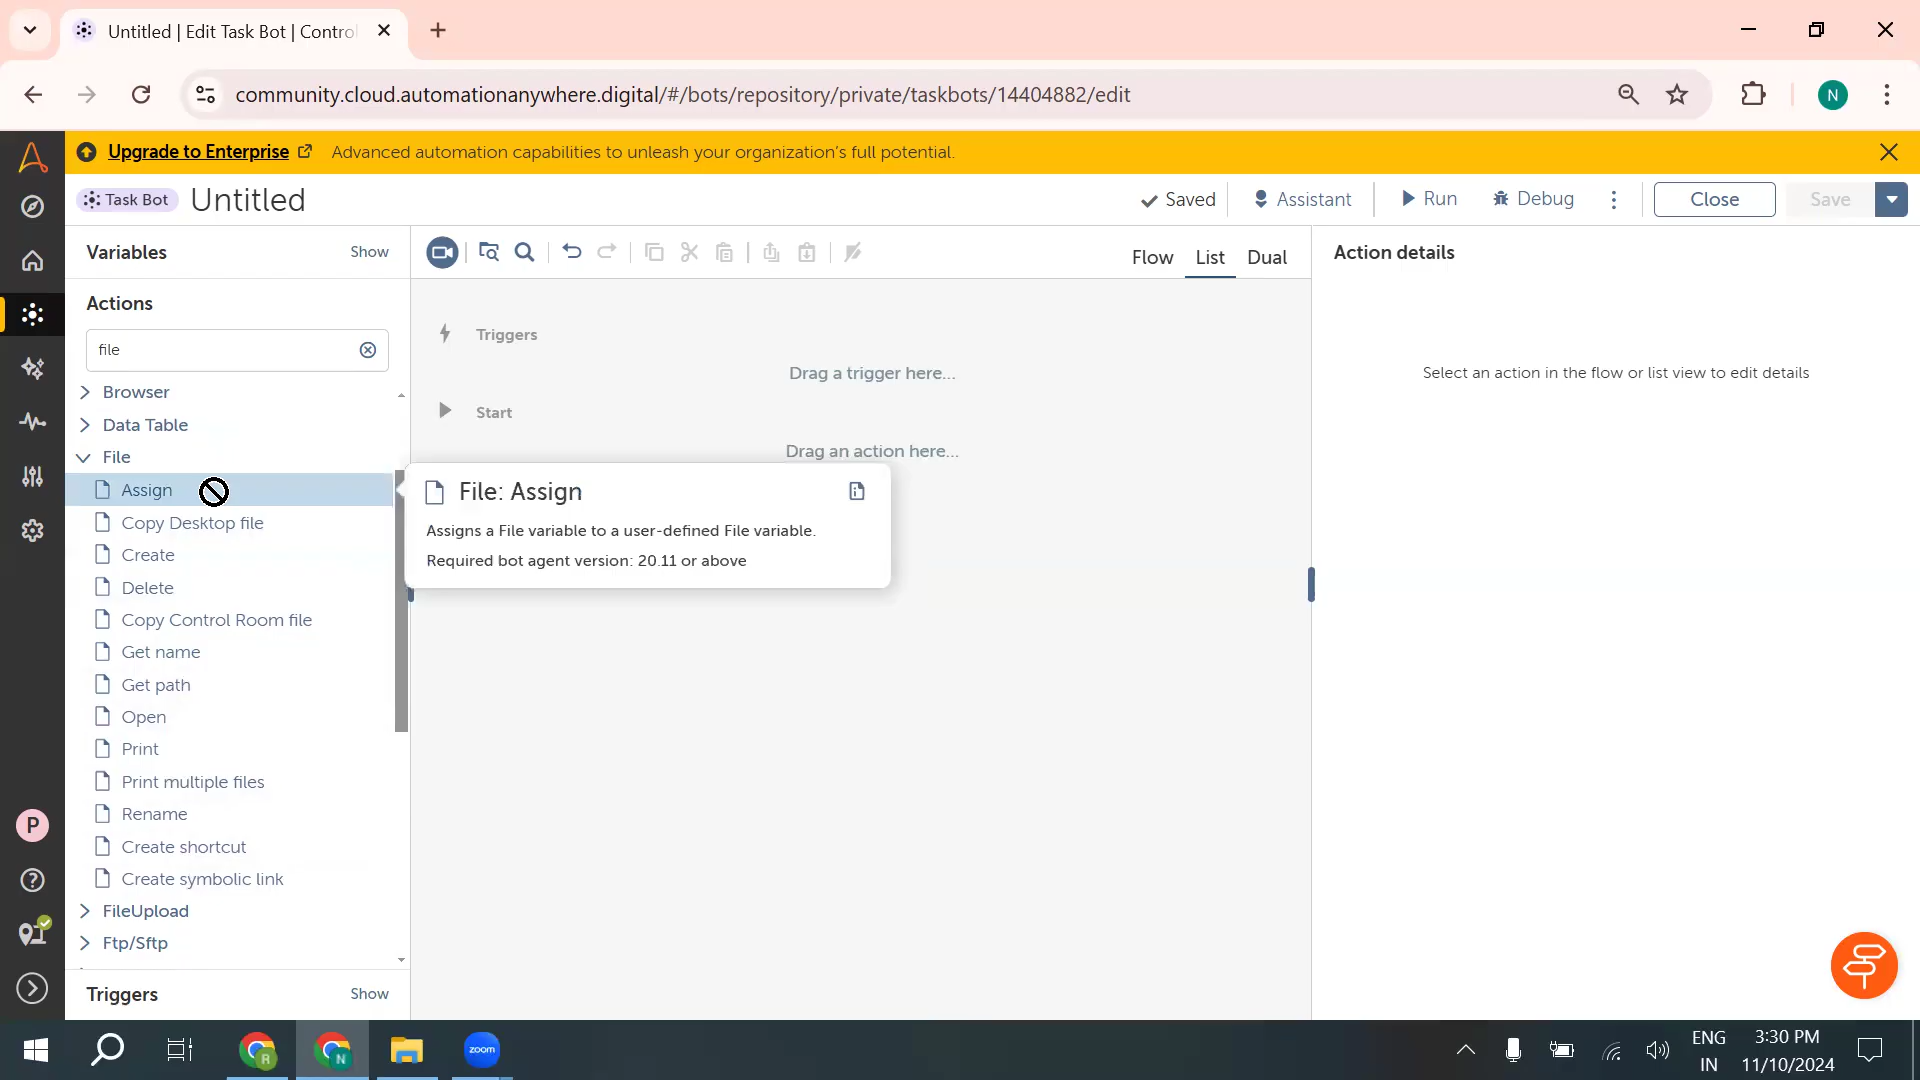 Untitled | Edit Task Bot | Control
community.cloud.automationanywhere.digital/#/bots/repository/private/taskbots/14404882/edit
N
Upgrade to Enterprise Advanced automation capabilities to unleash your organization's full potential.
Task Bot Untitled
Saved Assistant Run Debug Close Save
Variables Show
Flow List Dual
Action details
Actions
file
Browser
Data Table
File
Assign
Copy Desktop file
Create
Delete
Copy Control Room file
Get name
Get path
Open
Print
Print multiple files
Rename
Create shortcut
Create symbolic link
FileUpload
Ftp/Sftp
Triggers Show
Triggers
Drag a trigger here...
Start
Drag an action here...
File: Assign
Assigns a File variable to a user-defined File variable.
Required bot agent version: 20.11 or above
Select an action in the flow or list view to edit details
P
R
N
zoom
ENG
IN
3:30 PM
11/10/2024